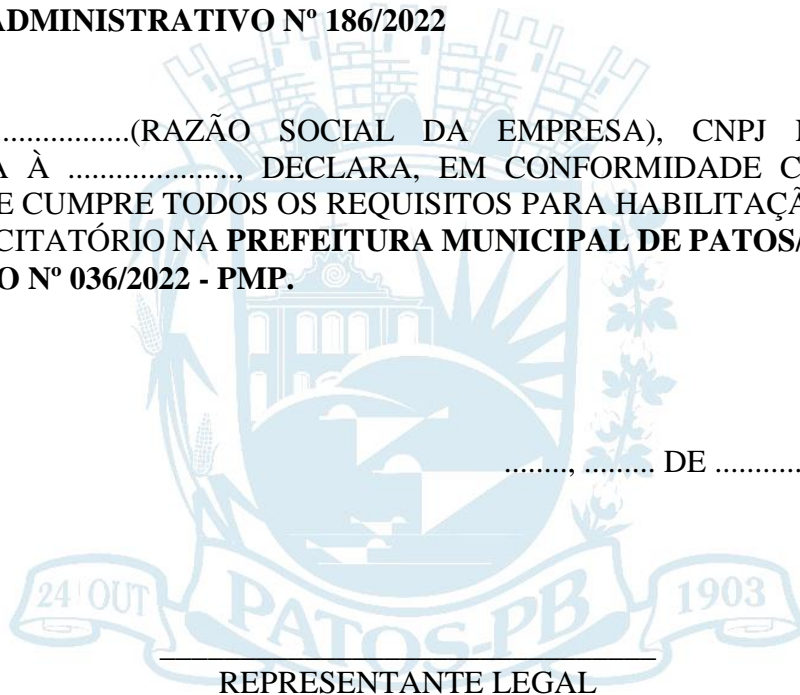 ADMINISTRATIVO Nº 186/2022
................(RAZÃO SOCIAL DA EMPRESA), CNPJ
À ...................., DECLARA, EM CONFORMIDADE C
E CUMPRE TODOS OS REQUISITOS PARA HABILITAÇÃ
CITATÓRIO NA PREFEITURA MUNICIPAL DE PATOS/
O Nº 036/2022 - PMP.
........, ......... DE ...........
24 OUT
PATOS-PB
1903
REPRESENTANTE LEGAL